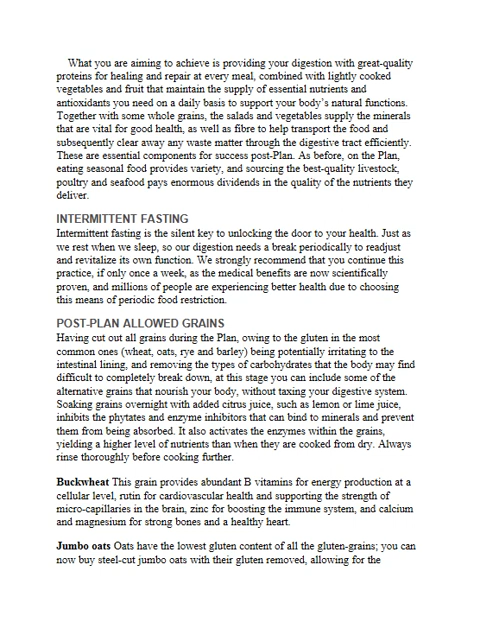 What you are aiming to achieve is providing your digestion with great-quality
proteins for healing and repair at every meal, combined with lightly cooked
vegetables and fruit that maintain the supply of essential nutrients and
antioxidants you need on a daily basis to support your body's natural functions.
Together with some whole grains, the salads and vegetables supply the minerals
that are vital for good health, as well as fibre to help transport the food and
subsequently clear away any waste matter through the digestive tract efficiently.
These are essential components for success post-Plan. As before, on the Plan,
eating seasonal food provides variety, and sourcing the best-quality livestock,
poultry and seafood pays enormous dividends in the quality of the nutrients they
deliver.
INTERMITTENT FASTING
Intermittent fasting is the silent key to unlocking the door to your health. Just as
we rest when we sleep, so our digestion needs a break periodically to readjust
and revitalize its own function. We strongly recommend that you continue this
practice, if only once a week, as the medical benefits are now scientifically
proven, and millions of people are experiencing better health due to choosing
this means of periodic food restriction.
POST-PLAN ALLOWED GRAINS
Having cut out all grains during the Plan, owing to the gluten in the most
common ones (wheat, oats, rye and barley) being potentially irritating to the
intestinal lining, and removing the types of carbohydrates that the body may find
difficult to completely break down, at this stage you can include some of the
alternative grains that nourish your body, without taxing your digestive system.
Soaking grains overnight with added citrus juice, such as lemon or lime juice,
inhibits the phytates and enzyme inhibitors that can bind to minerals and prevent
them from being absorbed. It also activates the enzymes within the grains,
yielding a higher level of nutrients than when they are cooked from dry. Always
rinse thoroughly before cooking further.
Buckwheat This grain provides abundant B vitamins for energy production at a
cellular level, rutin for cardiovascular health and supporting the strength of
micro-capillaries in the brain, zinc for boosting the immune system, and calcium
and magnesium for strong bones and a healthy heart.
Jumbo oats Oats have the lowest gluten content of all the gluten-grains; you can
now buy steel-cut jumbo oats with their gluten removed, allowing for the